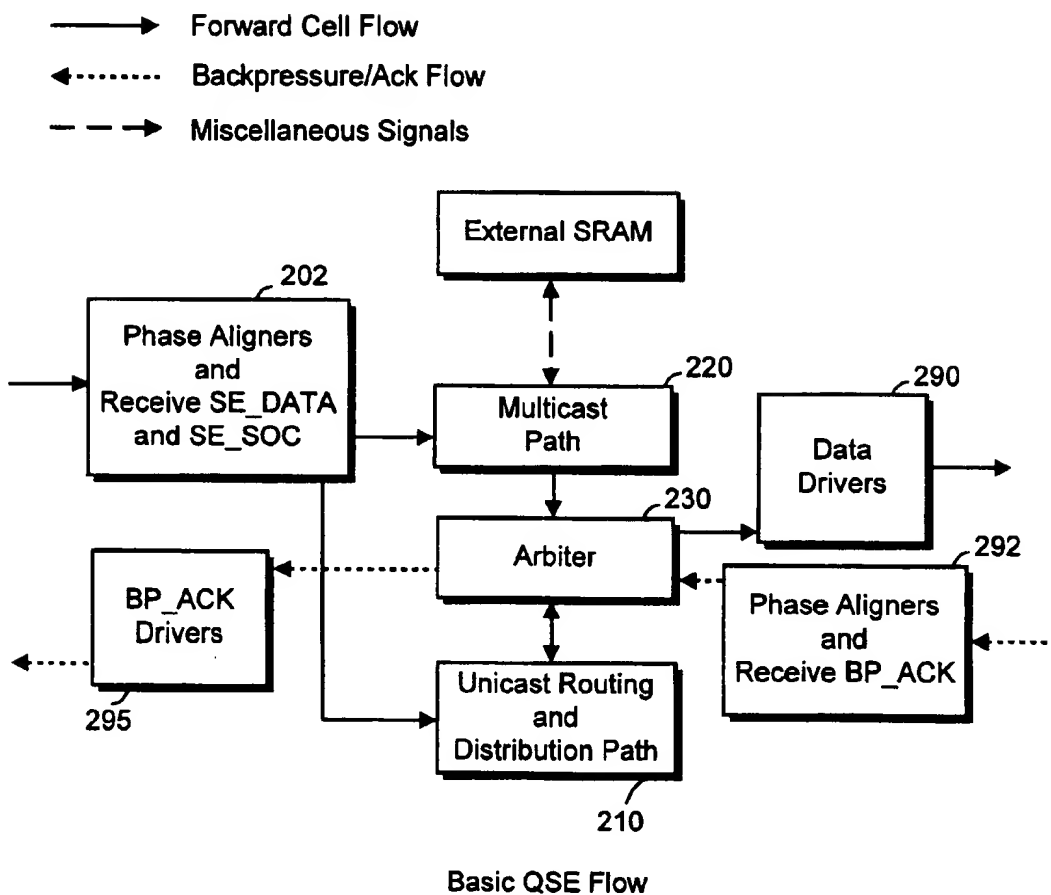 Forward Cell Flow
Backpressure/Ack Flow
Miscellaneous Signals
External SRAM
202
Phase Aligners
and
Receive SE_DATA
and SE_SOC
220
Multicast
Path
290
Data
Drivers
230
Arbiter
292
Phase Aligners
and
Receive BP_ACK
BP_ACK
Drivers
295
Unicast Routing
and
Distribution Path
210
Basic QSE Flow